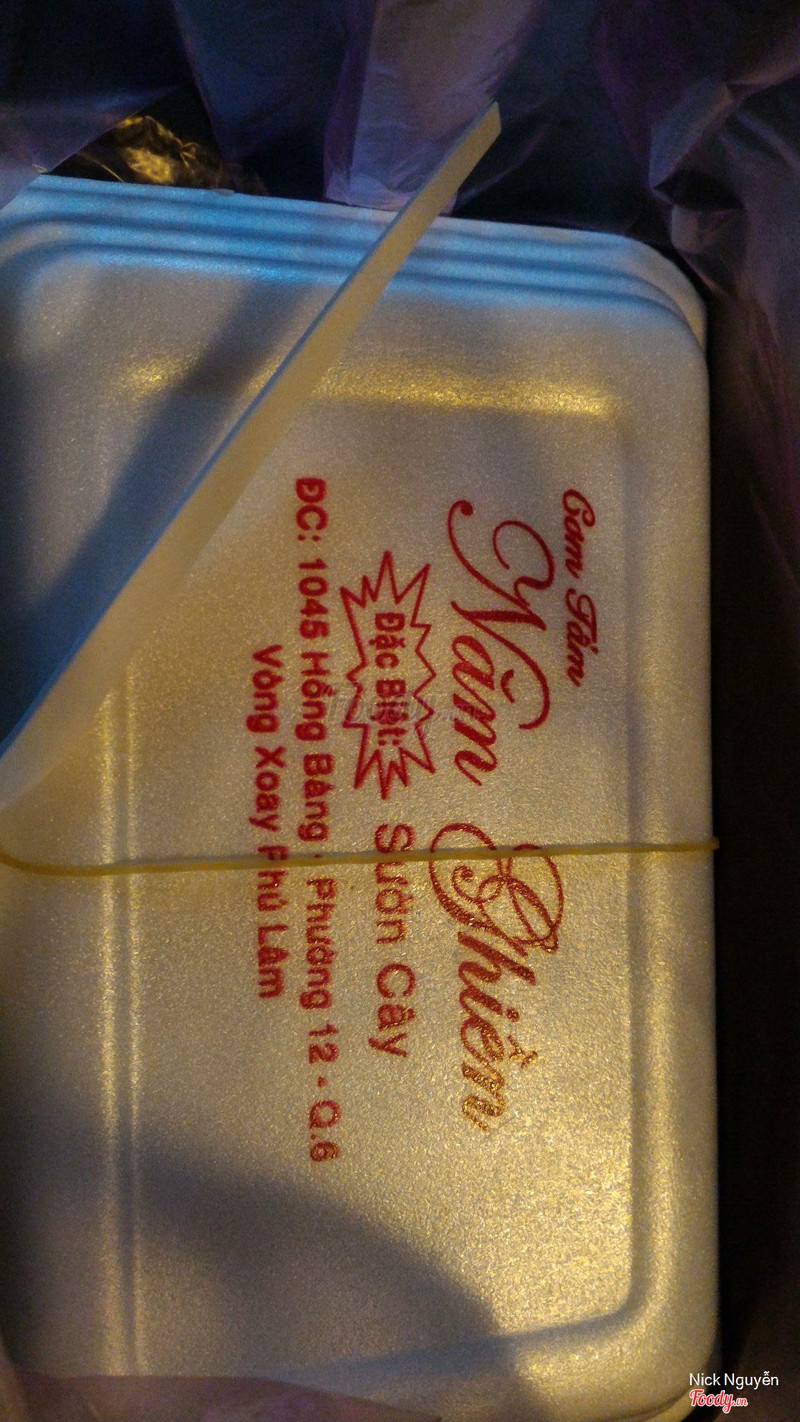 Cơm Tấm
Năm Ghiền
Đặc Biệt: Sườn Cây
ĐC: 1045 Hồng Bàng - Phường 12 - Q.6
Vòng Xoay Phú Lâm
Nick Nguyễn
Foody.vn